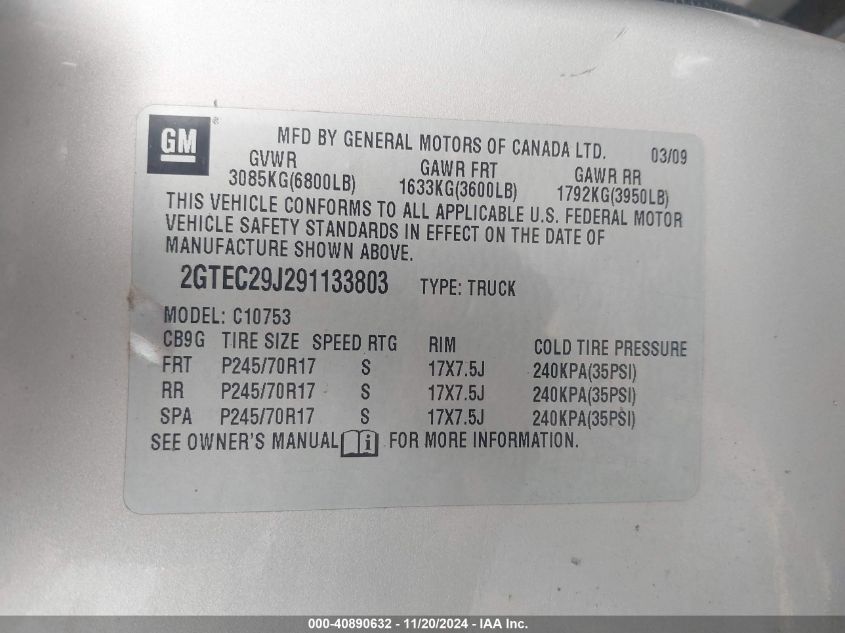 GM ®
MFD BY GENERAL MOTORS OF CANADA LTD. 03/09
GVWR GAWR FRT GAWR RR
3085KG(6800LB) 1633KG(3600LB) 1792KG(3950LB)
THIS VEHICLE CONFORMS TO ALL APPLICABLE U.S. FEDERAL MOTOR
VEHICLE SAFETY STANDARDS IN EFFECT ON THE DATE OF
MANUFACTURE SHOWN ABOVE.
2GTEC29J291133803 TYPE: TRUCK
MODEL: C10753
CB9G TIRE SIZE SPEED RTG RIM COLD TIRE PRESSURE
FRT P245/70R17 S 17X7.5J 240KPA(35PSI)
RR P245/70R17 S 17X7.5J 240KPA(35PSI)
SPA P245/70R17 S 17X7.5J 240KPA(35PSI)
SEE OWNER'S MANUAL i FOR MORE INFORMATION.
000-40890632 - 11/20/2024 - IAA Inc.